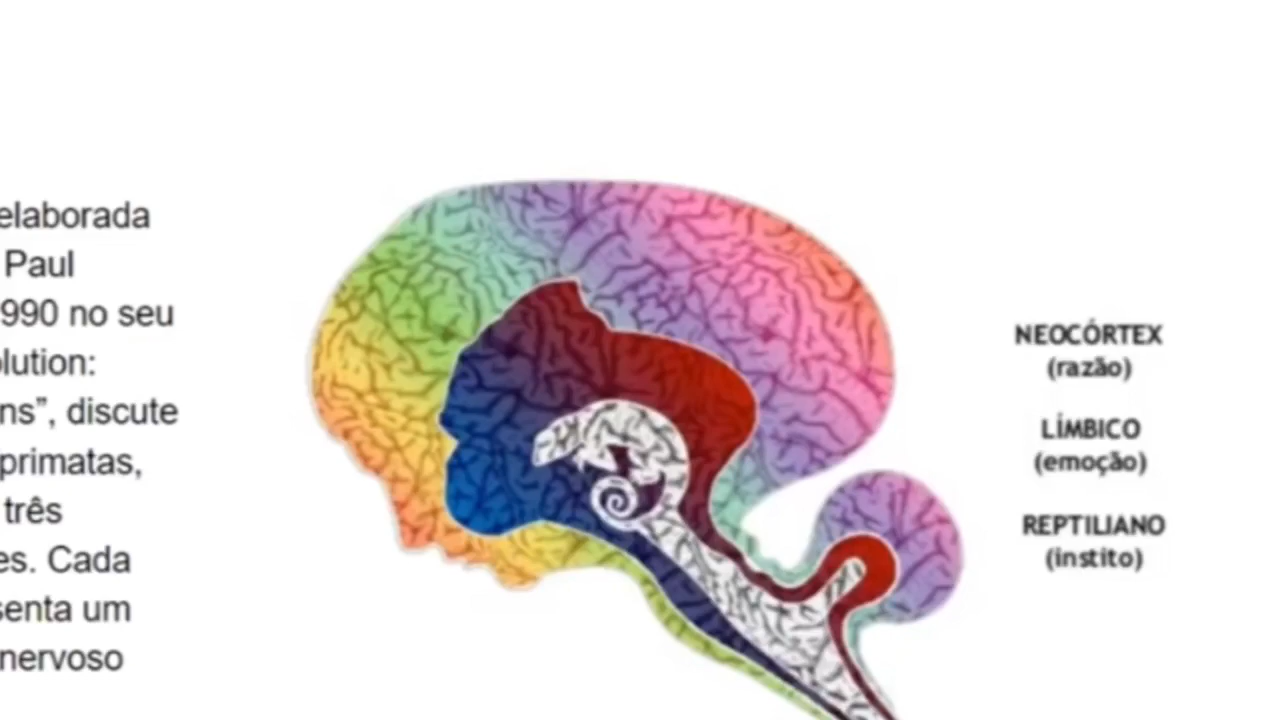 elaborada
Paul
990 no seu
olution:
ns”, discute
primatas,
três
es. Cada
senta um
nervoso
NEOCÓRTEX
(razão)
LÍMBICO
(emoção)
REPTILIANO
(instito)